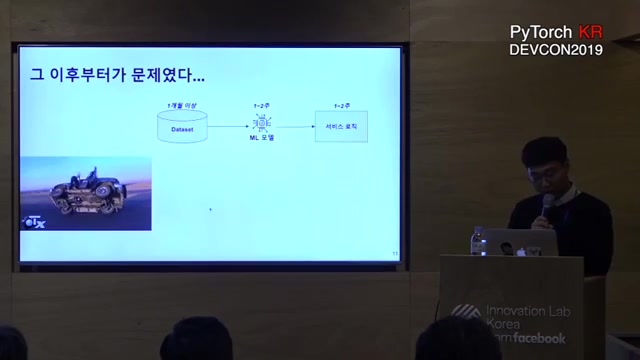 PyTorch KR
DEVCON2019
그 이후부터가 문제였다...
1개월 이상
1~2주
1~2주
Dataset
ML 모델
서비스 로직
11
Innovation Lab
Korea
from facebook